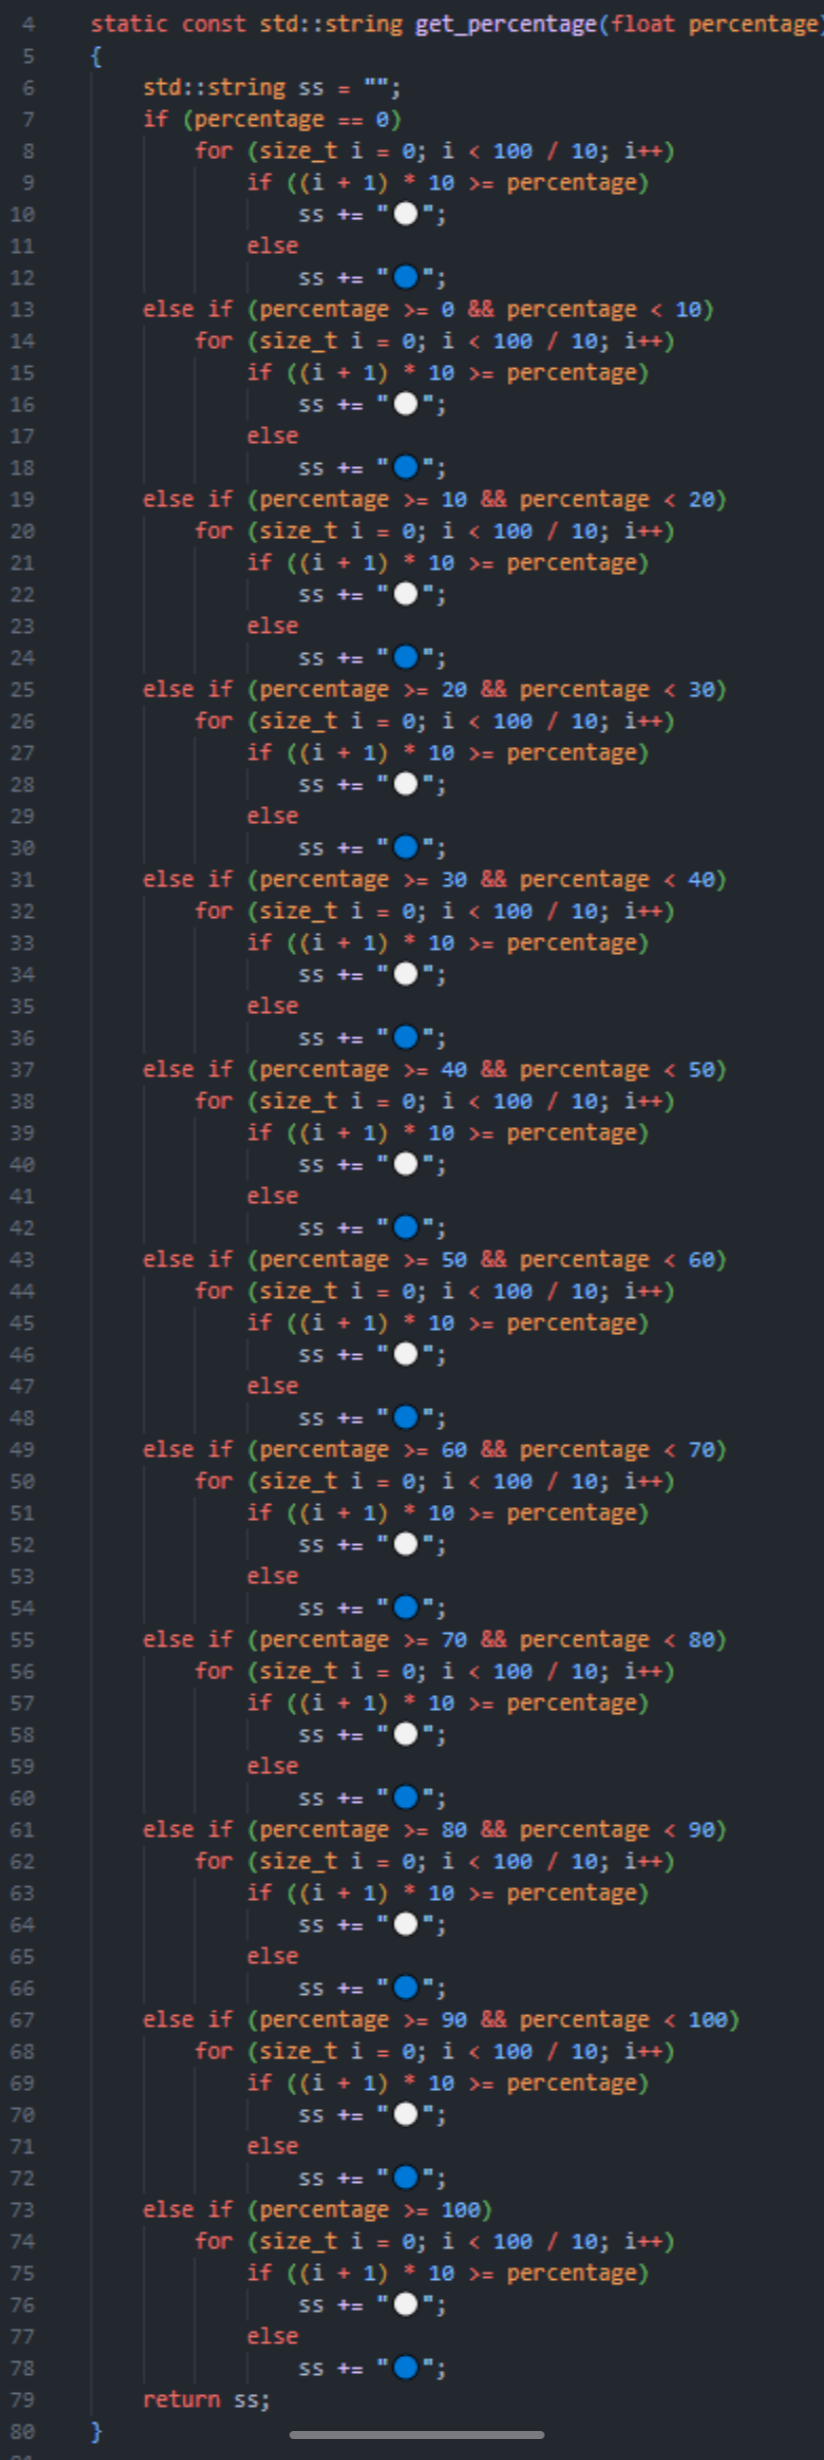 4 static const std::string get_percentage(float percentage)
5 {
6 std::string ss = "";
7 if (percentage == 0)
8 for (size_t i = 0; i < 100 / 10; i++)
9 if ((i + 1) * 10 >= percentage)
10 ss += "⚪";
11 else
12 ss += "🔵";
13 else if (percentage >= 0 && percentage < 10)
14 for (size_t i = 0; i < 100 / 10; i++)
15 if ((i + 1) * 10 >= percentage)
16 ss += "⚪";
17 else
18 ss += "🔵";
19 else if (percentage >= 10 && percentage < 20)
20 for (size_t i = 0; i < 100 / 10; i++)
21 if ((i + 1) * 10 >= percentage)
22 ss += "⚪";
23 else
24 ss += "🔵";
25 else if (percentage >= 20 && percentage < 30)
26 for (size_t i = 0; i < 100 / 10; i++)
27 if ((i + 1) * 10 >= percentage)
28 ss += "⚪";
29 else
30 ss += "🔵";
31 else if (percentage >= 30 && percentage < 40)
32 for (size_t i = 0; i < 100 / 10; i++)
33 if ((i + 1) * 10 >= percentage)
34 ss += "⚪";
35 else
36 ss += "🔵";
37 else if (percentage >= 40 && percentage < 50)
38 for (size_t i = 0; i < 100 / 10; i++)
39 if ((i + 1) * 10 >= percentage)
40 ss += "⚪";
41 else
42 ss += "🔵";
43 else if (percentage >= 50 && percentage < 60)
44 for (size_t i = 0; i < 100 / 10; i++)
45 if ((i + 1) * 10 >= percentage)
46 ss += "⚪";
47 else
48 ss += "🔵";
49 else if (percentage >= 60 && percentage < 70)
50 for (size_t i = 0; i < 100 / 10; i++)
51 if ((i + 1) * 10 >= percentage)
52 ss += "⚪";
53 else
54 ss += "🔵";
55 else if (percentage >= 70 && percentage < 80)
56 for (size_t i = 0; i < 100 / 10; i++)
57 if ((i + 1) * 10 >= percentage)
58 ss += "⚪";
59 else
60 ss += "🔵";
61 else if (percentage >= 80 && percentage < 90)
62 for (size_t i = 0; i < 100 / 10; i++)
63 if ((i + 1) * 10 >= percentage)
64 ss += "⚪";
65 else
66 ss += "🔵";
67 else if (percentage >= 90 && percentage < 100)
68 for (size_t i = 0; i < 100 / 10; i++)
69 if ((i + 1) * 10 >= percentage)
70 ss += "⚪";
71 else
72 ss += "🔵";
73 else if (percentage >= 100)
74 for (size_t i = 0; i < 100 / 10; i++)
75 if ((i + 1) * 10 >= percentage)
76 ss += "⚪";
77 else
78 ss += "🔵";
79 return ss;
80 }